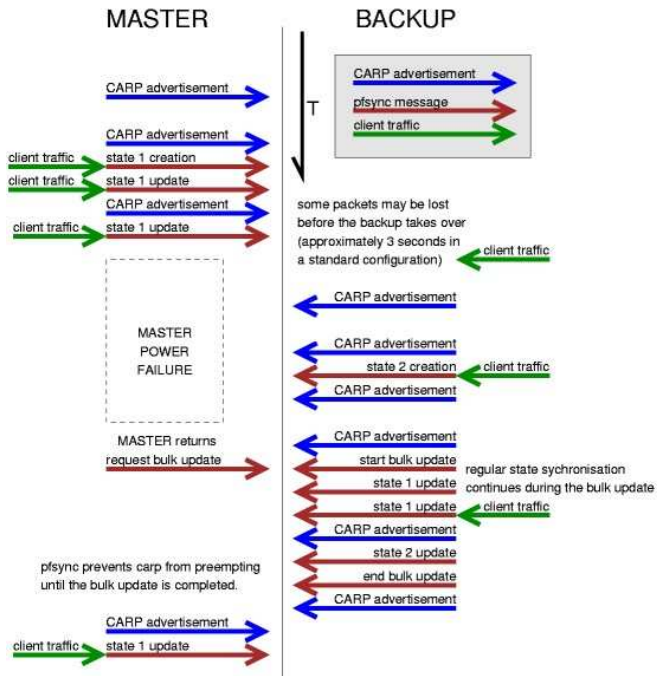 MASTER
BACKUP
CARP advertisement
CARP advertisement
client traffic
state 1 creation
client traffic
state 1 update
CARP advertisement
client traffic
state 1 update
MASTER
POWER
FAILURE
MASTER returns
request bulk update
pfsync prevents carp from preempting
until the bulk update is completed.
CARP advertisement
client traffic
state 1 update
T
CARP advertisement
pfsync message
client traffic
some packets may be lost
before the backup takes over
(approximately 3 seconds in
a standard configuration)
client traffic
CARP advertisement
CARP advertisement
state 2 creation
client traffic
CARP advertisement
CARP advertisement
start bulk update
regular state sychronisation
state 1 update
continues during the bulk update
state 1 update
client traffic
CARP advertisement
state 2 update
end bulk update
CARP advertisement